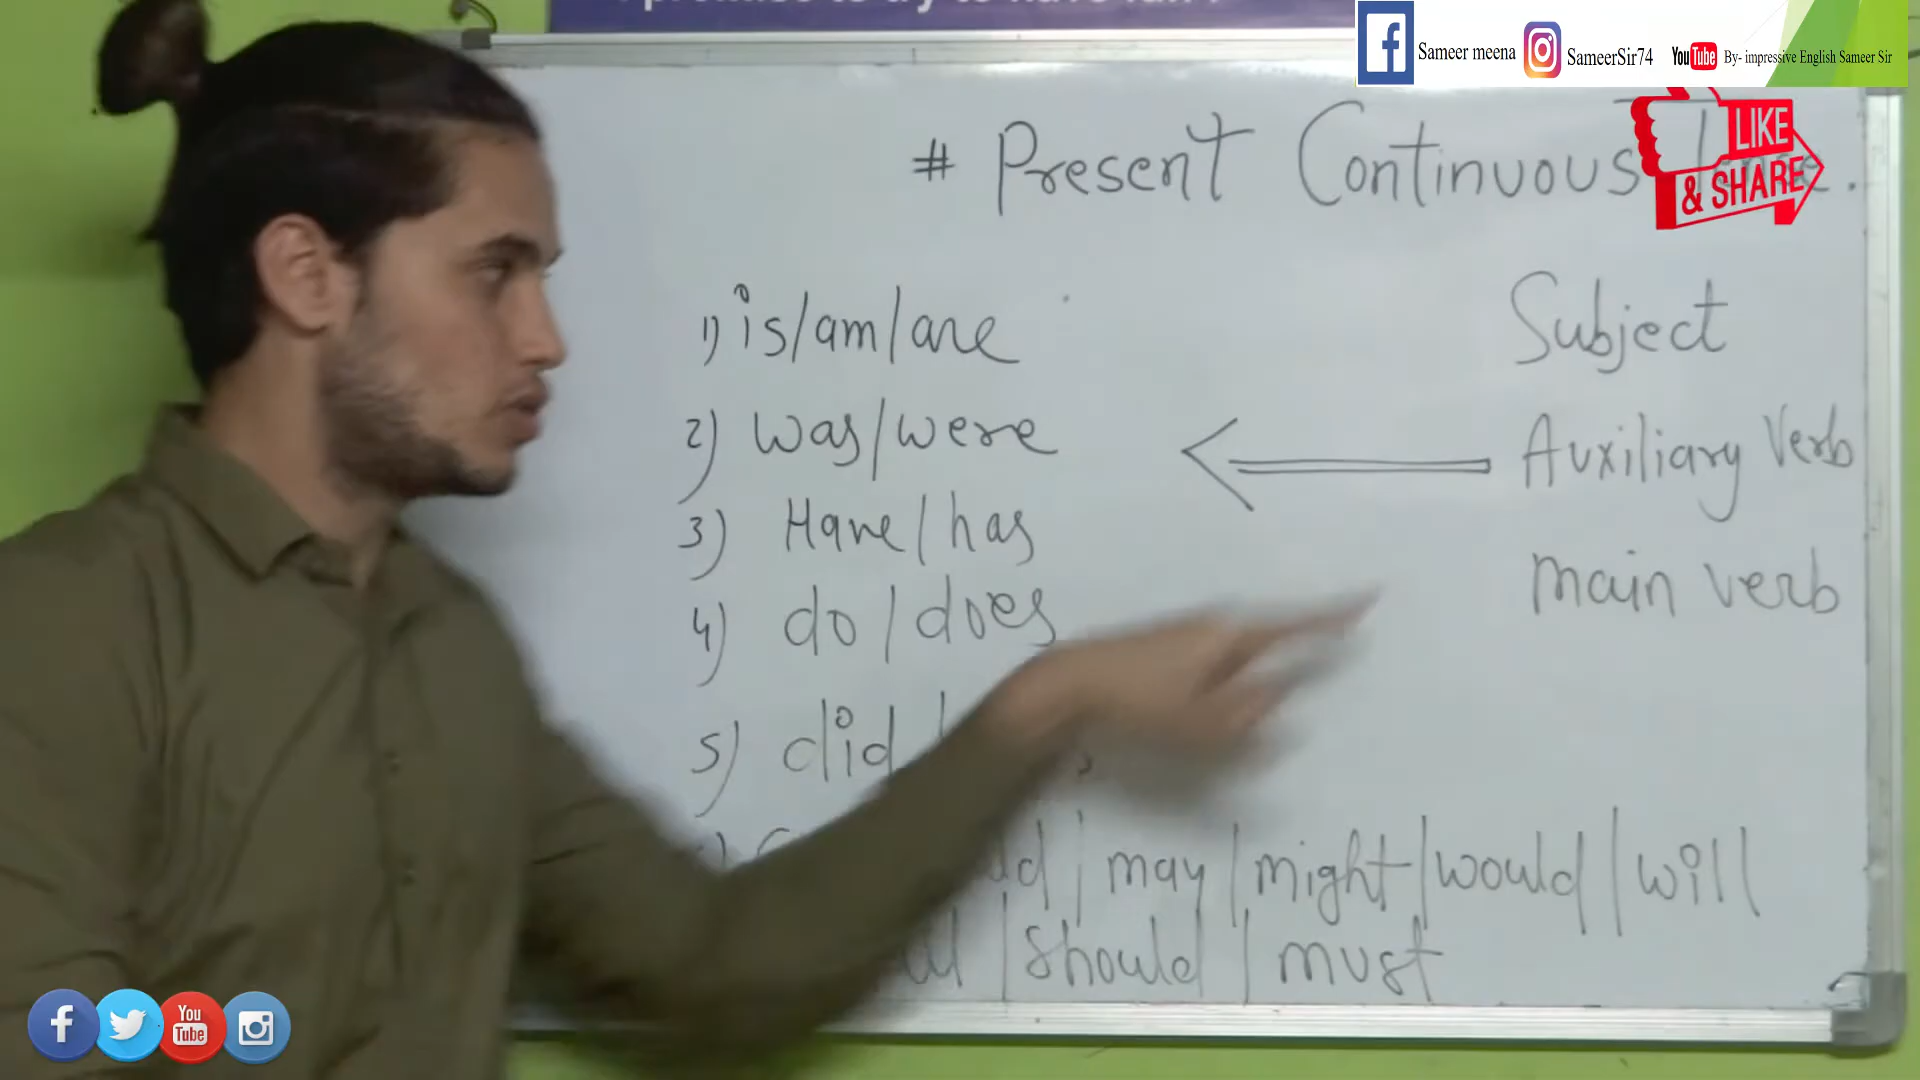 Sameer meena SameerSir74 YouTube By- impressive English Sameer Sir
# Present Continuous
LIKE
& SHARE
1) is/am/are
Subject
2) was/were
Auxiliary Verb
3) Have/has
main verb
4) do/does
5) did
may/might/would/will
/should/must
You
Tube